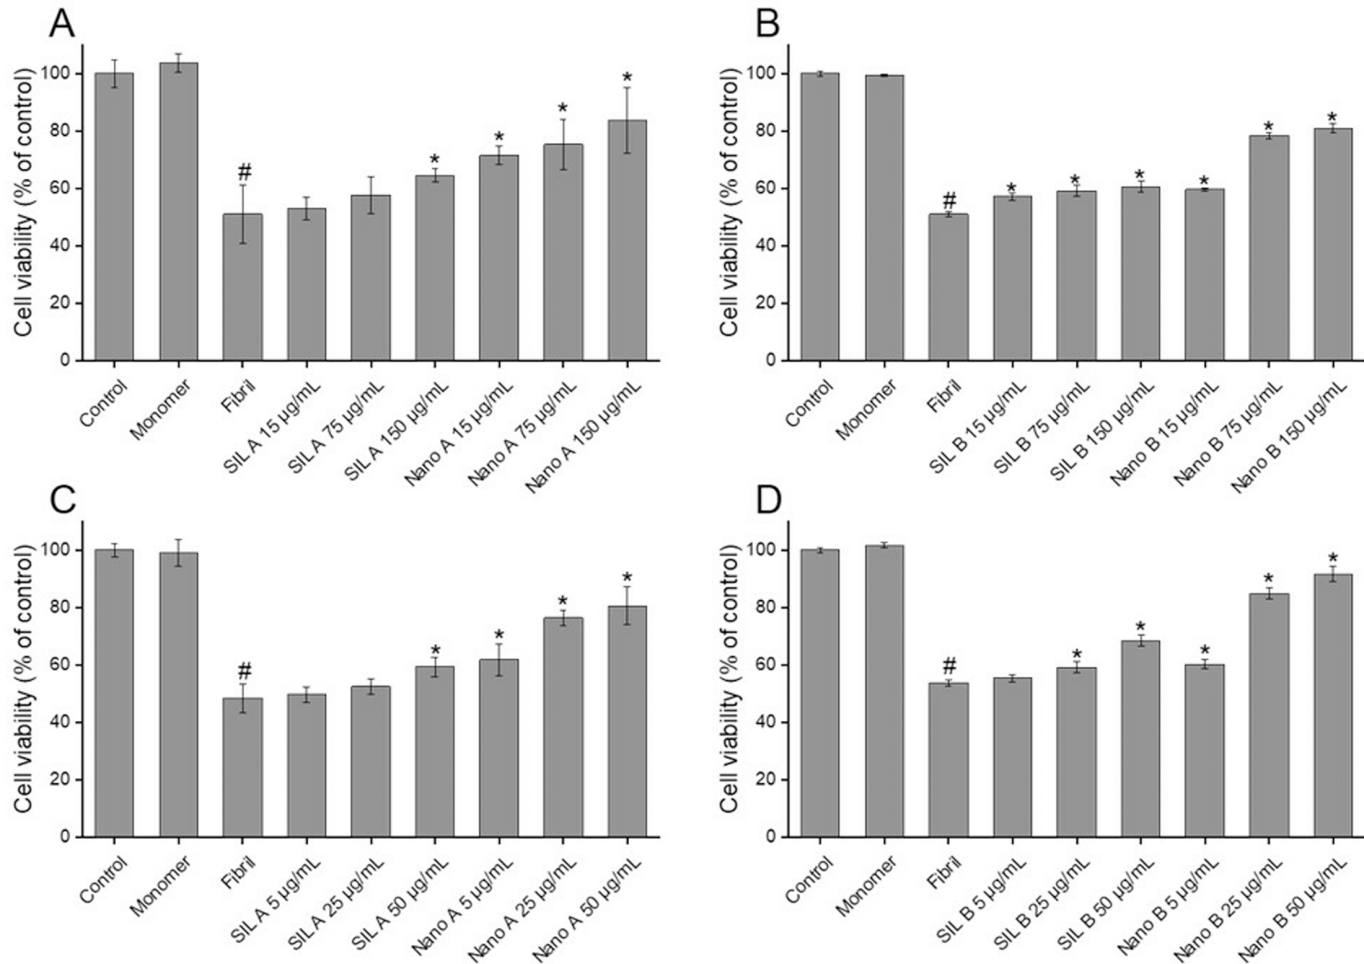 A
Cell viability (% of control)
100
80
60
40
20
0
#
*
*
*
*
Control
Monomer
Fibril
SIL A 15 µg/mL
SIL A 75 µg/mL
SIL A 150 µg/mL
Nano A 15 µg/mL
Nano A 75 µg/mL
Nano A 150 µg/mL
B
Cell viability (% of control)
100
80
60
40
20
0
#
*
*
*
*
*
*
Control
Monomer
Fibril
SIL B 15 µg/mL
SIL B 75 µg/mL
SIL B 150 µg/mL
Nano B 15 µg/mL
Nano B 75 µg/mL
Nano B 150 µg/mL
C
Cell viability (% of control)
100
80
60
40
20
0
#
*
*
*
*
Control
Monomer
Fibril
SIL A 5 µg/mL
SIL A 25 µg/mL
SIL A 50 µg/mL
Nano A 5 µg/mL
Nano A 25 µg/mL
Nano A 50 µg/mL
D
Cell viability (% of control)
100
80
60
40
20
0
#
*
*
*
*
*
Control
Monomer
Fibril
SIL B 5 µg/mL
SIL B 25 µg/mL
SIL B 50 µg/mL
Nano B 5 µg/mL
Nano B 25 µg/mL
Nano B 50 µg/mL